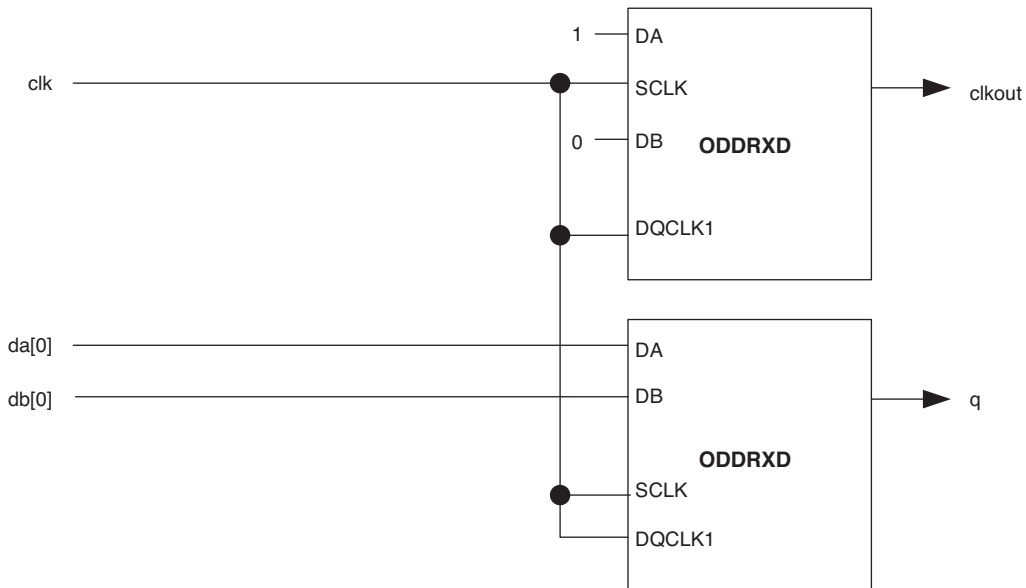 1
DA
clk
SCLK
clkout
0
DB
ODDRXD
DQCLK1
da[0]
DA
db[0]
DB
q
ODDRXD
SCLK
DQCLK1